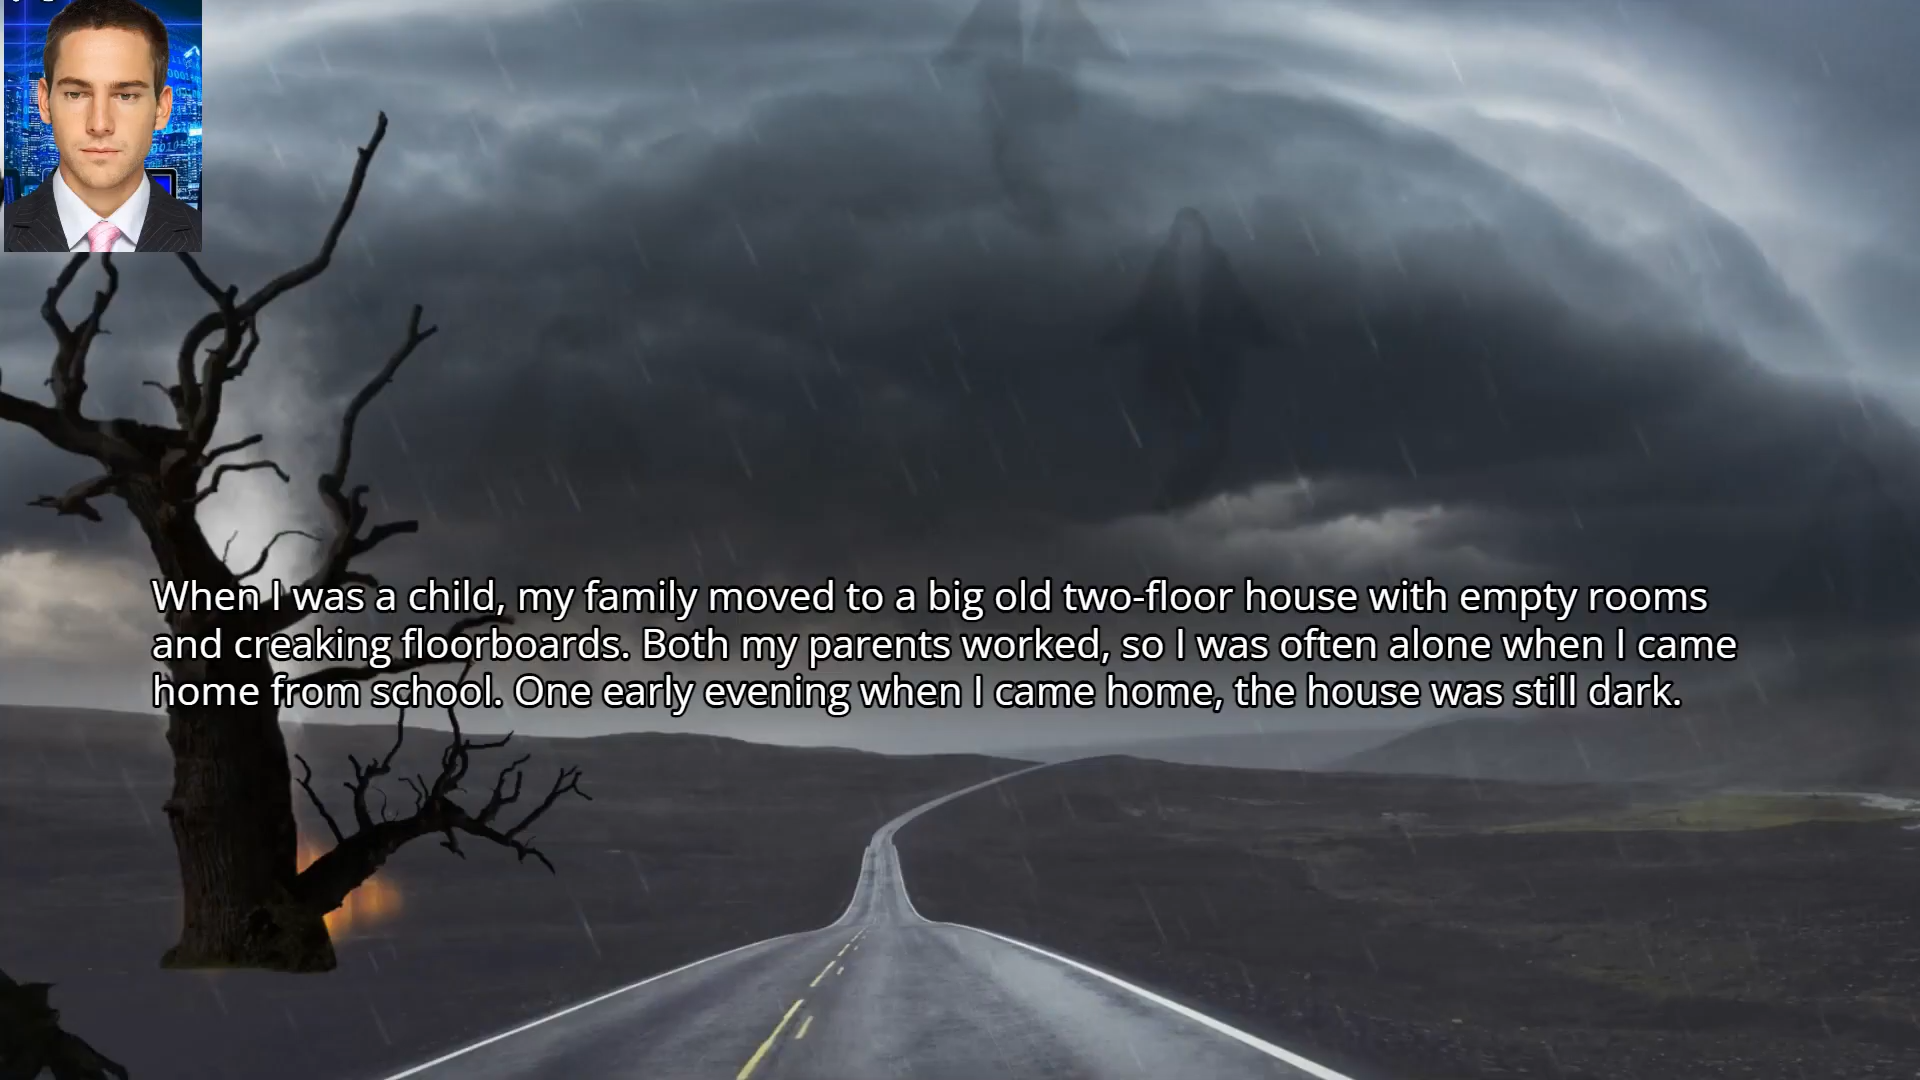 When I was a child, my family moved to a big old two-floor house with empty rooms
and creaking floorboards. Both my parents worked, so I was often alone when I came
home from school. One early evening when I came home, the house was still dark.